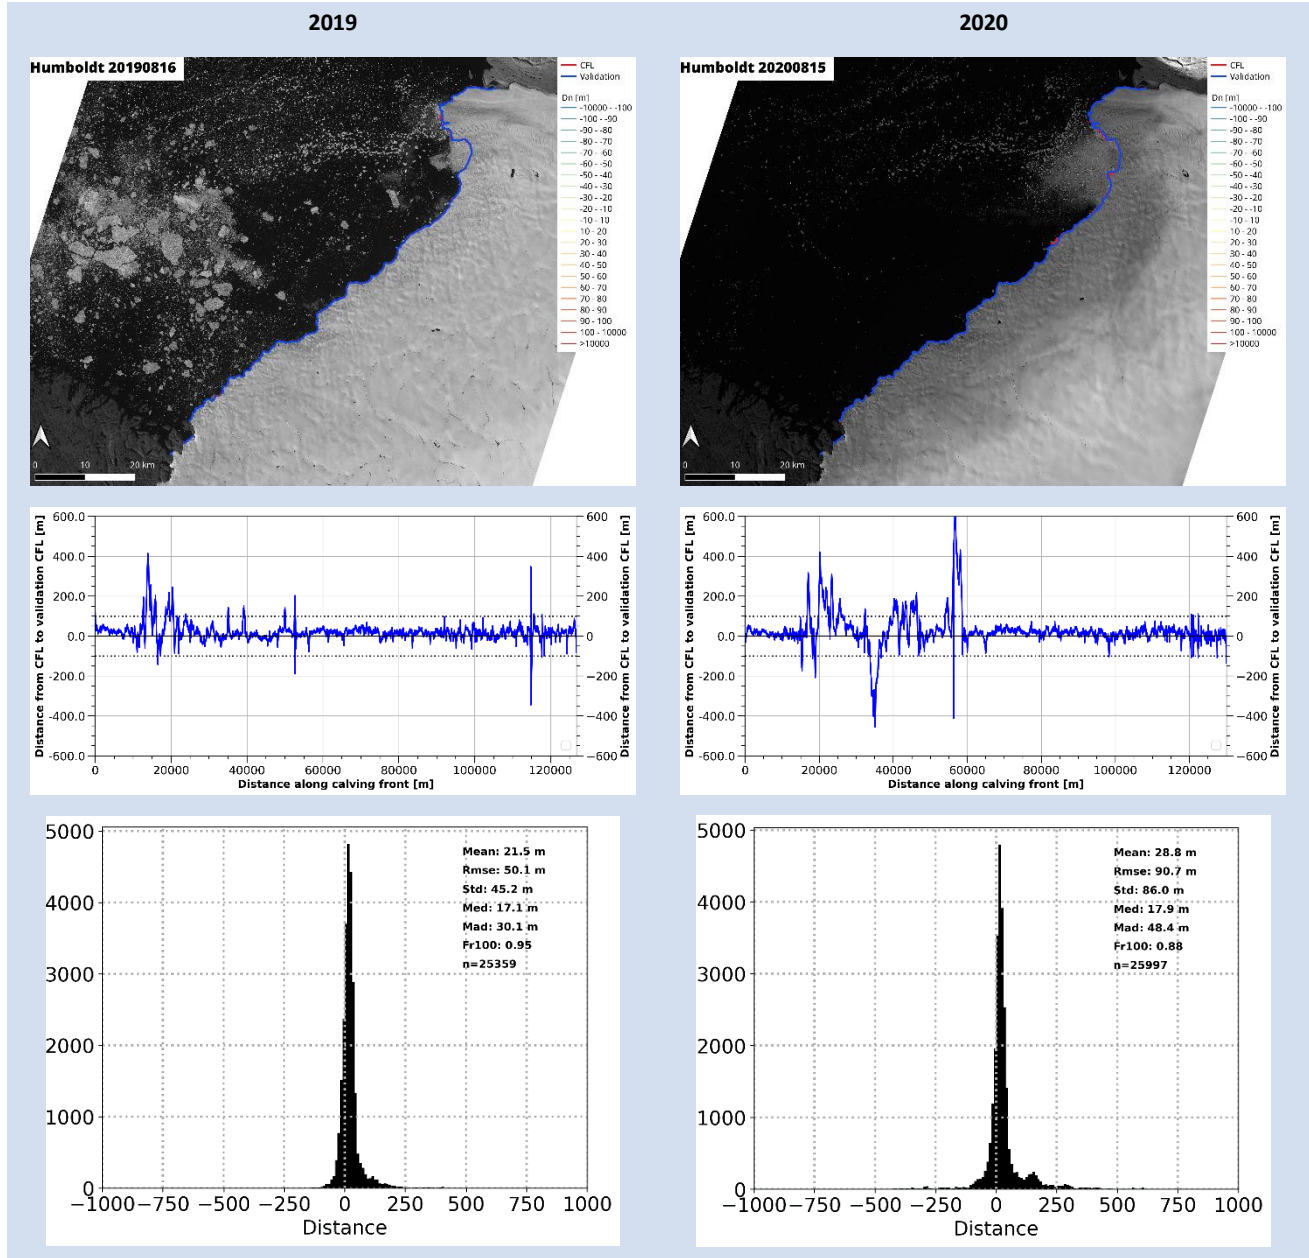 2019
2020
Humboldt 20190816
CFL
Validation
Dn [m]
-10000 - -100
-100 - -90
-90 - -80
-80 - -70
-70 - -60
-60 - -50
-50 - -40
-40 - -30
-30 - -20
-20 - -10
-10 - 10
10 - 20
20 - 30
30 - 40
40 - 50
50 - 60
60 - 70
70 - 80
80 - 90
90 - 100
100 - 10000
>10000
0 10 20 km
Humboldt 20200815
CFL
Validation
Dn [m]
-10000 - -100
-100 - -90
-90 - -80
-80 - -70
-70 - -60
-60 - -50
-50 - -40
-40 - -30
-30 - -20
-20 - -10
-10 - 10
10 - 20
20 - 30
30 - 40
40 - 50
50 - 60
60 - 70
70 - 80
80 - 90
90 - 100
100 - 10000
>10000
0 10 20 km
Distance from CFL to validation CFL [m]
600.0
400.0
200.0
0.0
-200.0
-400.0
-600.0
600
400
200
0
−200
−400
−600
Distance from CFL to validation CFL [m]
0 20000 40000 60000 80000 100000 120000
Distance along calving front [m]
Distance from CFL to validation CFL [m]
600.0
400.0
200.0
0.0
-200.0
-400.0
-600.0
600
400
200
0
−200
−400
−600
Distance from CFL to validation CFL [m]
0 20000 40000 60000 80000 100000 120000
Distance along calving front [m]
5000
4000
3000
2000
1000
0
Mean: 21.5 m
Rmse: 50.1 m
Std: 45.2 m
Med: 17.1 m
Mad: 30.1 m
Fr100: 0.95
n=25359
−1000 −750 −500 −250 0 250 500 750 1000
Distance
5000
4000
3000
2000
1000
0
Mean: 28.8 m
Rmse: 90.7 m
Std: 86.0 m
Med: 17.9 m
Mad: 48.4 m
Fr100: 0.88
n=25997
−1000 −750 −500 −250 0 250 500 750 1000
Distance